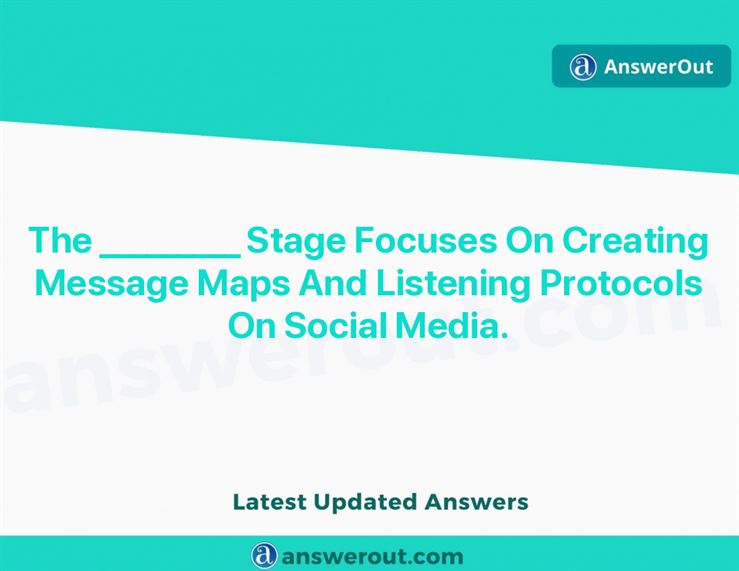 AnswerOut
The _________ Stage Focuses On Creating
Message Maps And Listening Protocols
On Social Media.
answerout.com
Latest Updated Answers
answerout.com